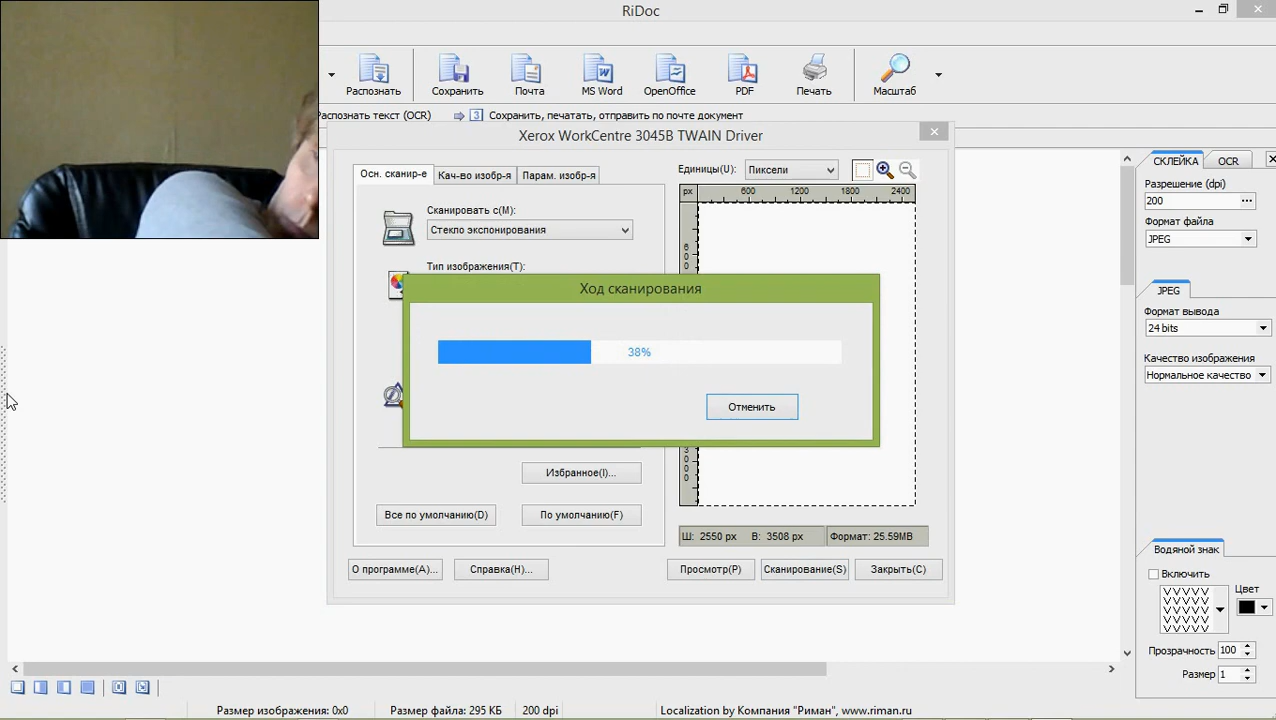 RiDoc
Распознать
Сохранить
Почта
MS Word
OpenOffice
PDF
Печать
Масштаб
Распознать текст (OCR)
3 Сохранить, печатать, отправить по почте документ
Xerox WorkCentre 3045B TWAIN Driver
Осн. сканир-е
Кач-во изобр-я
Парам. изобр-я
Единицы(U):
Пиксели
Сканировать с(M):
Стекло экспонирования
Тип изображения(T):
px
600
1200
1800
2400
Ход сканирования
38%
Отменить
Избранное(I)...
Все по умолчанию(D)
По умолчанию(F)
Ш: 2550 px
В: 3508 px
Формат: 25.59MB
О программе(A)...
Справка(H)...
Просмотр(P)
Сканирование(S)
Закрыть(C)
СКЛЕЙКА
OCR
Разрешение (dpi)
200
Формат файла
JPEG
JPEG
Формат вывода
24 bits
Качество изображения
Нормальное качество
Водяной знак
Включить
Цвет
Прозрачность 100
Размер 1
Размер изображения: 0x0
Размер файла: 295 КБ
200 dpi
Localization by Компания "Риман", www.riman.ru